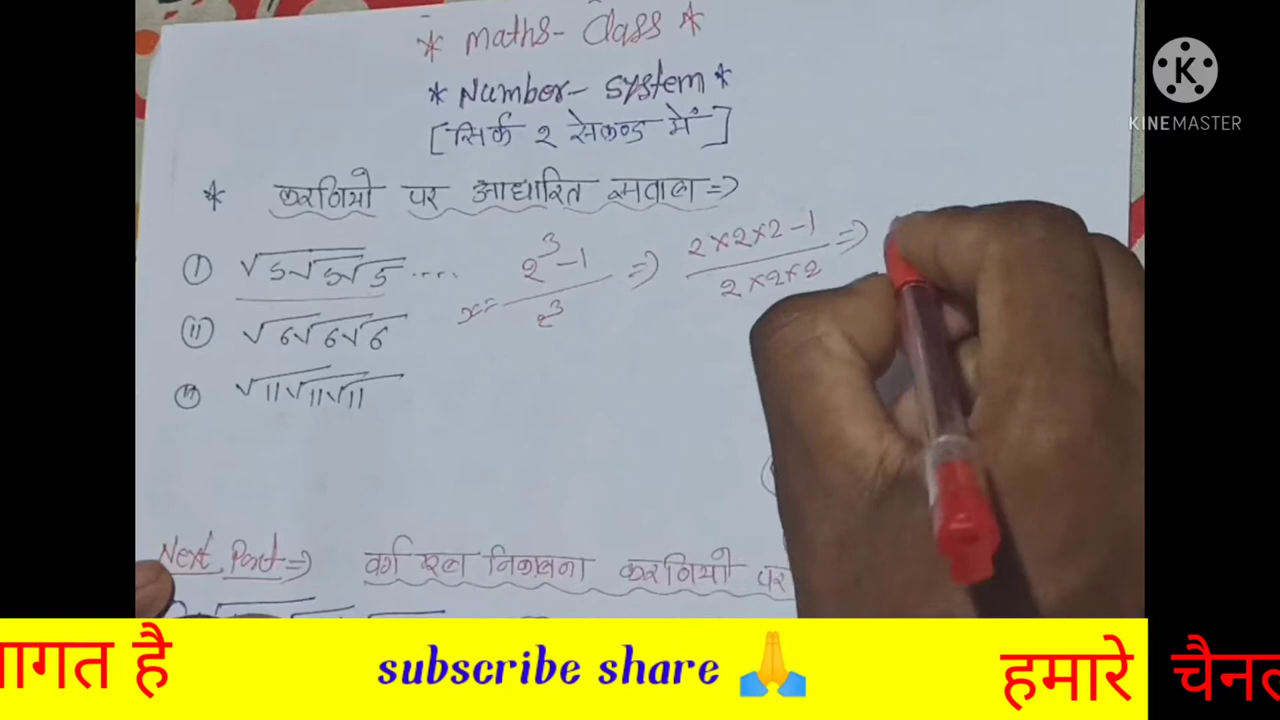 * Maths- Class *
* Number- System *
[सिर्फ २ सेकण्ड में]
* करणियो पर आधारित सवाल =>
(I) √5√5√5 .... x= 2³-1 / 2³ => 2×2×2-1 / 2×2×2 =>
(II) √6√6√6
√11√11√11
Next Part => वर्ग मूल निकालना करणियो पर
KINEMASTER
ागत है subscribe share 🙏 हमारे चैनल